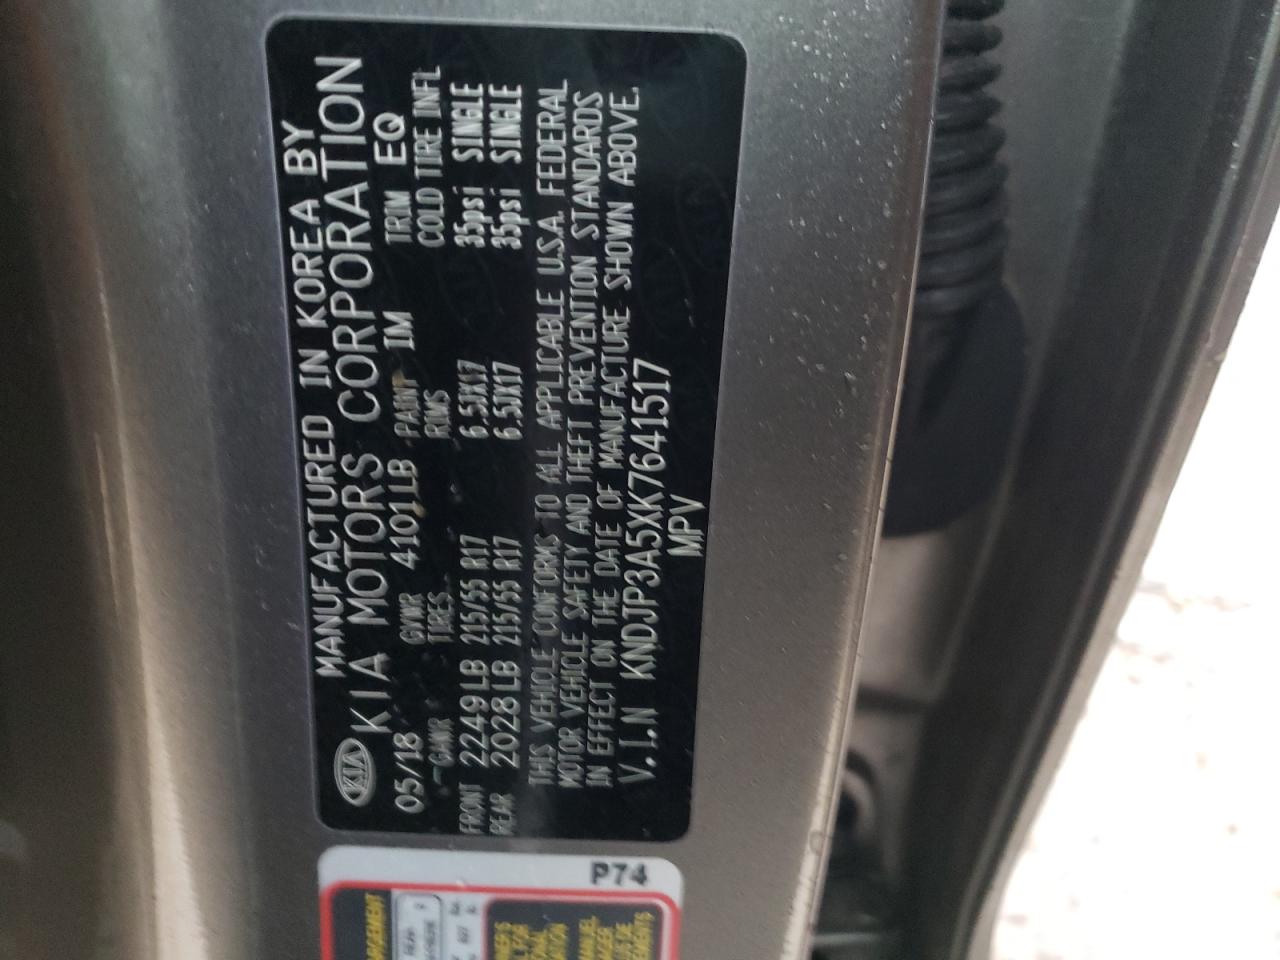 MANUFACTURED IN KOREA BY
KIA KIA MOTORS CORPORATION
05/18 GVWR 4101LB PAINT IM TRIM EQ
GAWR TIRES RIMS COLD TIRE INFL
FRONT 2249LB 215/55 R17 6.5JX17 35psi SINGLE
REAR 2028LB 215/55 R17 6.5JX17 35psi SINGLE
THIS VEHICLE CONFORMS TO ALL APPLICABLE U.S.A. FEDERAL
MOTOR VEHICLE SAFETY AND THEFT PREVENTION STANDARDS
IN EFFECT ON THE DATE OF MANUFACTURE SHOWN ABOVE.
V.I.N KNDJP3A5XK7641517
MPV
P74